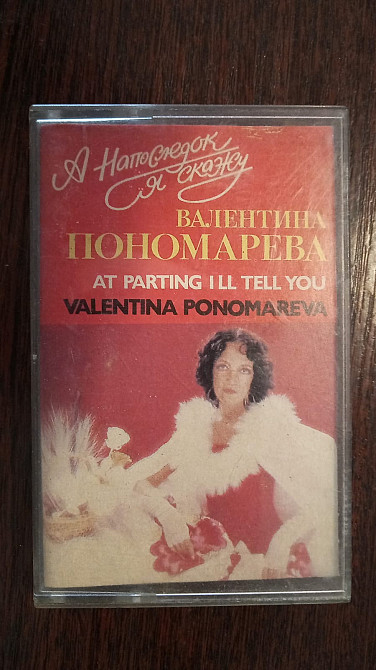 А Напоследок
я скажу
ВАЛЕНТИНА
ПОНОМАРЕВА
AT PARTING I LL TELL YOU
VALENTINA PONOMAREVA